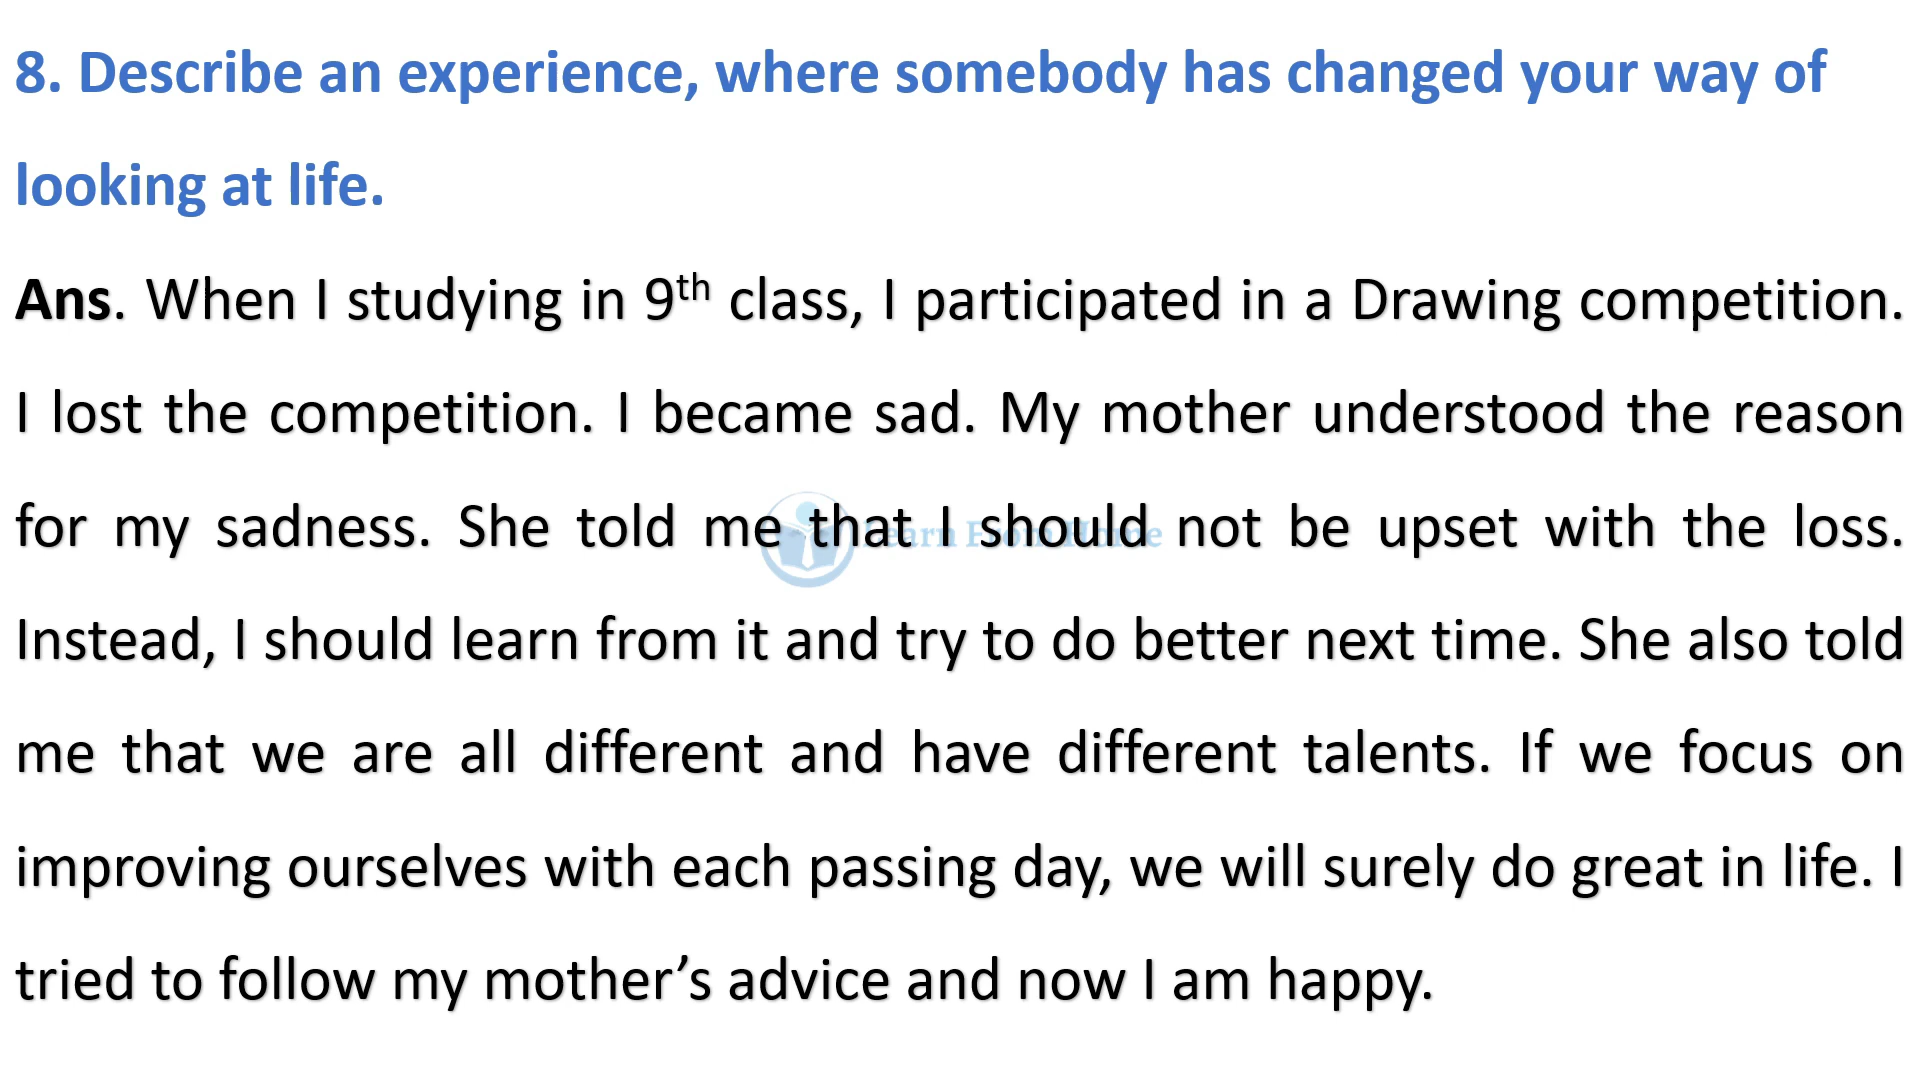 8. Describe an experience, where somebody has changed your way of
looking at life.
Ans. When I studying in 9th class, I participated in a Drawing competition.
I lost the competition. I became sad. My mother understood the reason
for my sadness. She told me that I should not be upset with the loss.
Learn From Home
Instead, I should learn from it and try to do better next time. She also told
me that we are all different and have different talents. If we focus on
improving ourselves with each passing day, we will surely do great in life. I
tried to follow my mother’s advice and now I am happy.